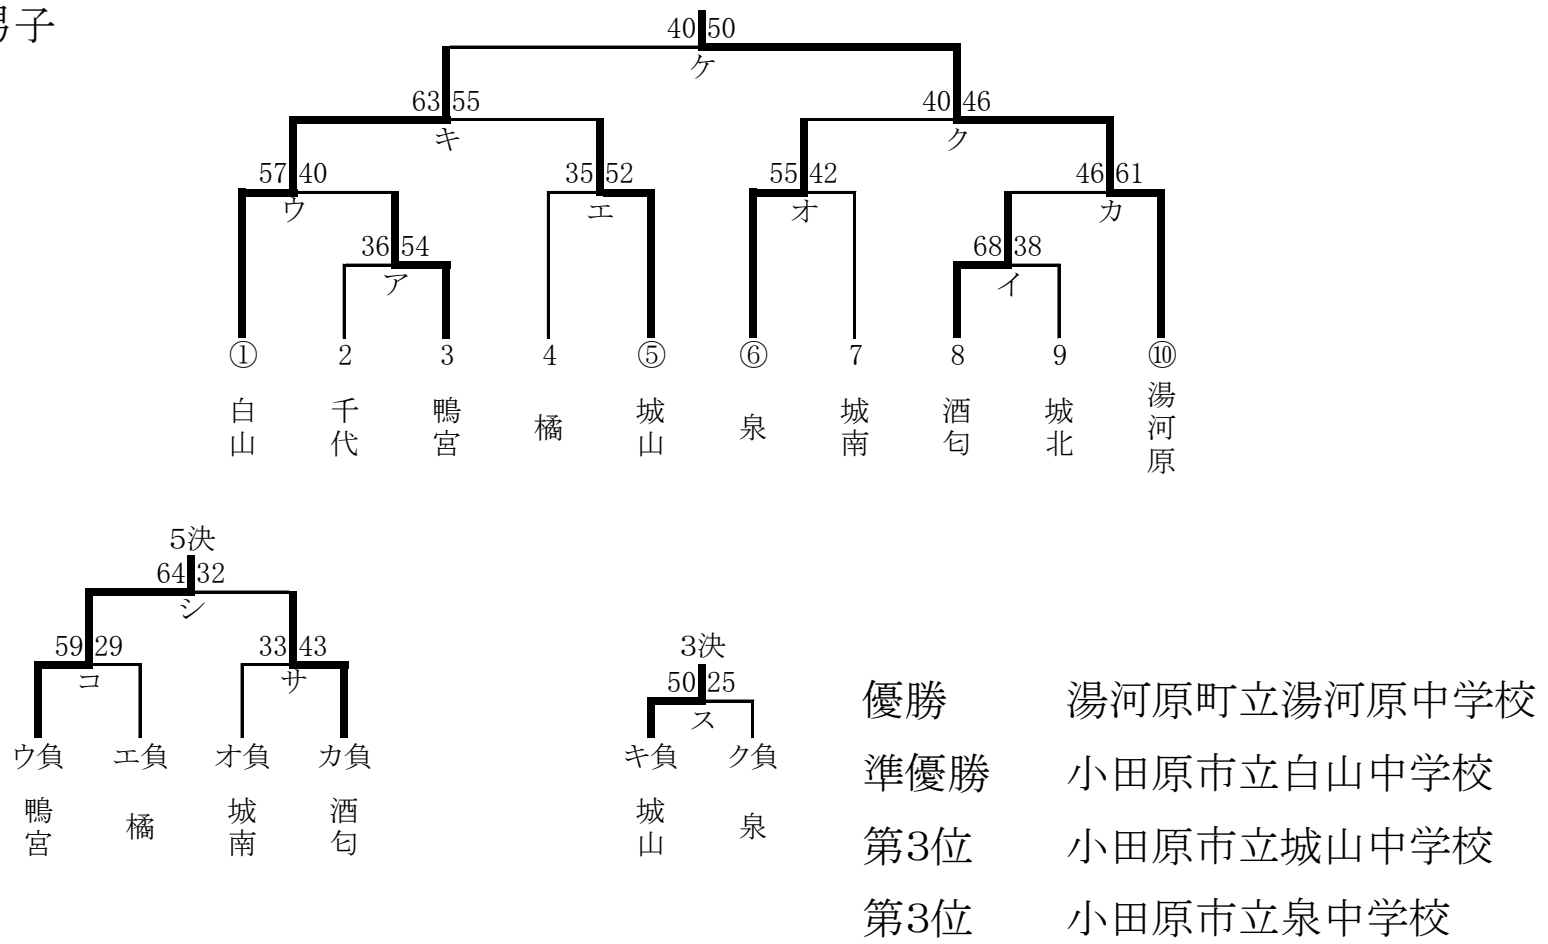 男子
40 50
ケ
63 55
40 46
キ
ク
57 40
35 52
55 42
46 61
ウ
エ
オ
カ
36 54
68 38
ア
イ
① 2 3 4 ⑤ ⑥ 7 8 9 ⑩
白山
千代
鴨宮
橘
城山
泉
城南
酒匂
城北
湯河原
5決
64 32
シ
59 29
33 43
コ
サ
ウ負 エ負 オ負 カ負
鴨宮
橘
城南
酒匂
3決
50 25
ス
キ負 ク負
城山
泉
優勝 湯河原町立湯河原中学校
準優勝 小田原市立白山中学校
第3位 小田原市立城山中学校
第3位 小田原市立泉中学校